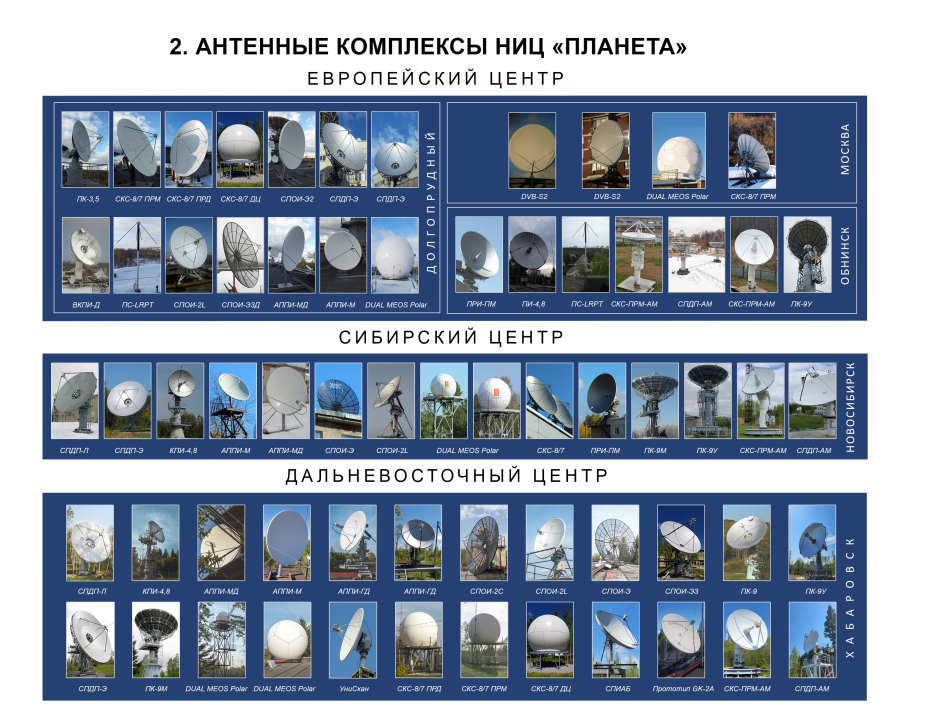 2. АНТЕННЫЕ КОМПЛЕКСЫ НИЦ «ПЛАНЕТА»
ЕВРОПЕЙСКИЙ ЦЕНТР
ПК-3,5 СКС-8/7 ПРМ СКС-8/7 ПРД СКС-8/7 ДЦ СПОИ-Э2 СПДП-Э СПДП-Э
ВКПИ-Д ПС-LRPT СПОИ-2L СПОИ-ЭЗД АППИ-МД АППИ-М DUAL MEOS Polar
ДОЛГОПРУДНЫЙ
DVB-S2 DVB-S2 DUAL MEOS Polar СКС-8/7 ПРМ
МОСКВА
ПРИ-ПМ ПИ-4,8 ПС-LRPT СКС-ПРМ-АМ СПДП-АМ СКС-ПРМ-АМ ПК-9У
ОБНИНСК
СИБИРСКИЙ ЦЕНТР
СПДП-Л СПДП-Э КПИ-4,8 АППИ-М АППИ-МД СПОИ-Э СПОИ-2L DUAL MEOS Polar СКС-8/7 ПРИ-ПМ ПК-9М ПК-9У СКС-ПРМ-АМ СПДП-АМ
НОВОСИБИРСК
ДАЛЬНЕВОСТОЧНЫЙ ЦЕНТР
СПДП-Л КПИ-4,8 АППИ-МД АППИ-М АППИ-ГД АППИ-ГД СПОИ-2С СПОИ-2L СПОИ-Э СПОИ-ЭЗ ПК-9 ПК-9У
СПДП-Э ПК-9М DUAL MEOS Polar DUAL MEOS Polar УниСкан СКС-8/7 ПРД СКС-8/7 ПРМ СКС-8/7 ДЦ СПИАБ Прототип GK-2A СКС-ПРМ-АМ СПДП-АМ
ХАБАРОВСК